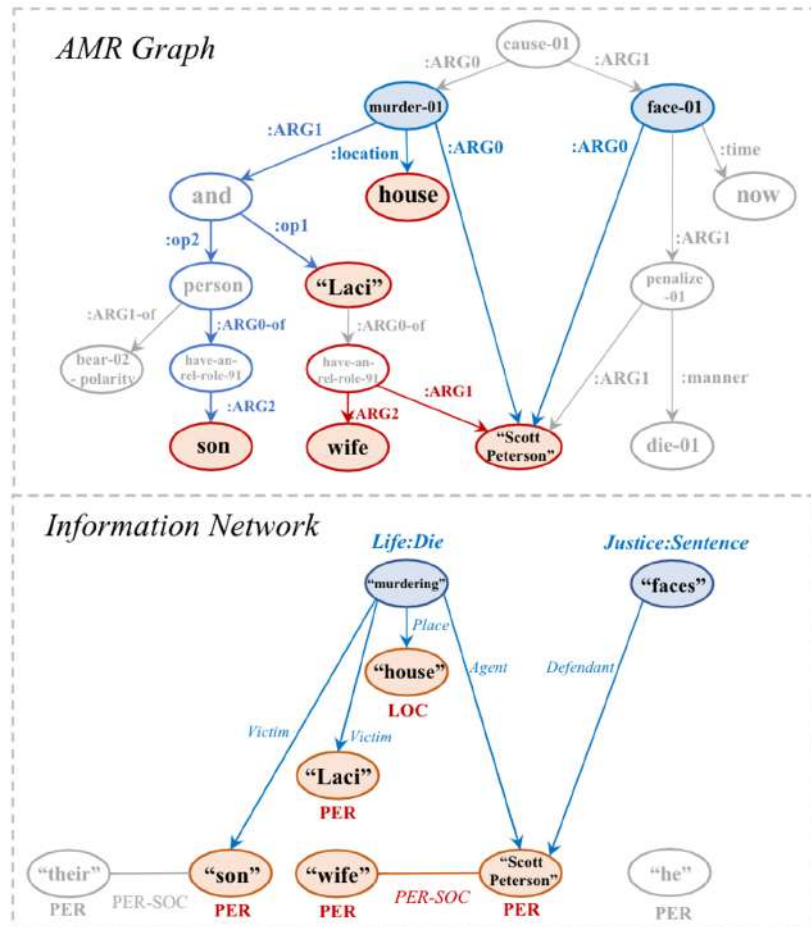 AMR Graph
cause-01
:ARG0
:ARG1
murder-01
face-01
:ARG1
:location
:ARG0
:ARG0
:time
and
house
now
:op2
:op1
:ARG1
person
“Laci”
penalize
-01
:ARG1-of
:ARG0-of
:ARG0-of
bear-02
- polarity
have-an-
rel-role-91
have-an-
rel-role-91
:ARG1
:ARG1
:manner
:ARG2
:ARG2
son
wife
“Scott
Peterson”
die-01
Information Network
Life:Die
Justice:Sentence
“murdering”
“faces”
Place
“house”
Agent
Defendant
LOC
Victim
Victim
“Laci”
PER
“their”
“son”
“wife”
“Scott
Peterson”
“he”
PER-SOC
PER-SOC
PER
PER
PER
PER
PER